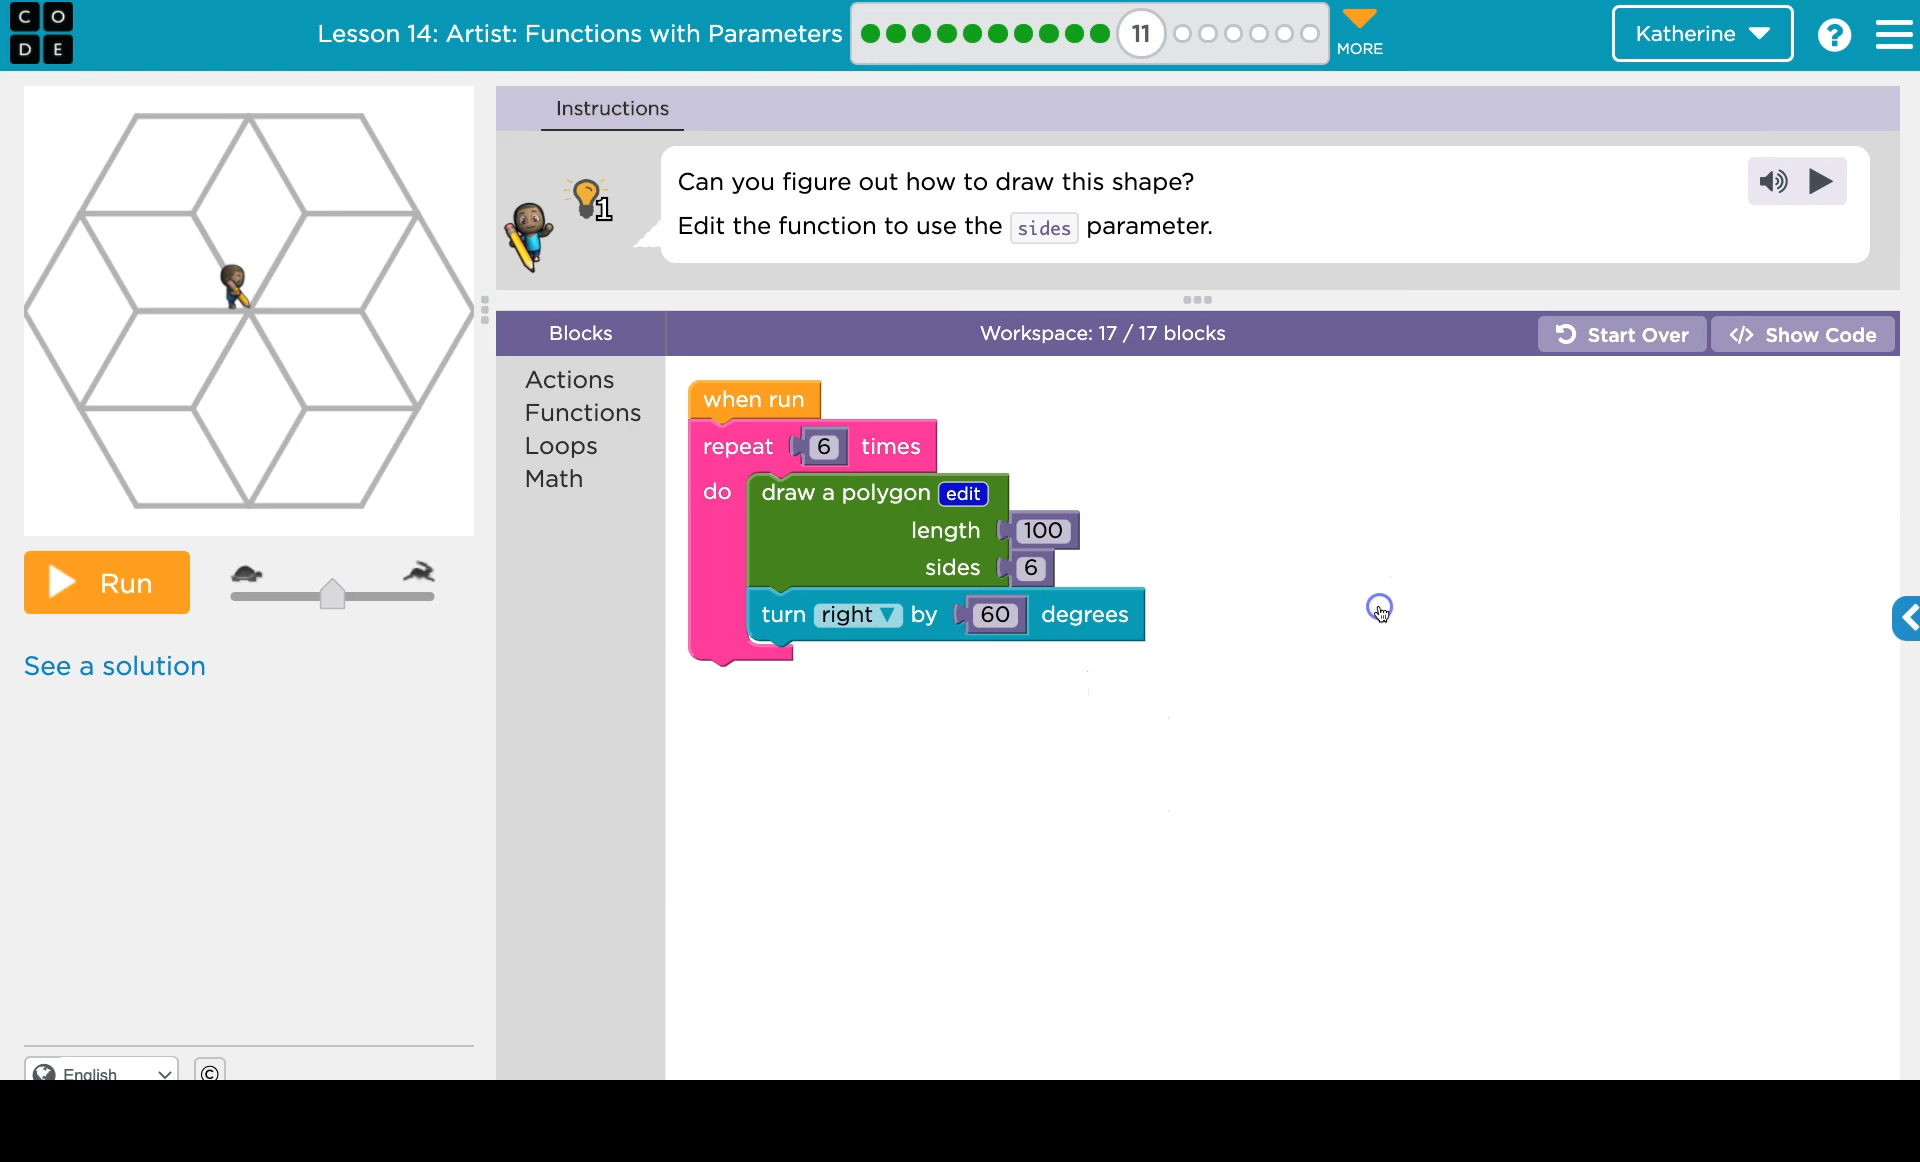 C O
D E
Lesson 14: Artist: Functions with Parameters
11
MORE
Katherine
?
Instructions
1
Can you figure out how to draw this shape?
Edit the function to use the sides parameter.
Blocks
Workspace: 17 / 17 blocks
Start Over
</> Show Code
Actions
Functions
Loops
Math
when run
repeat 6 times
do
draw a polygon edit
length 100
sides 6
turn right ▼ by 60 degrees
Run
See a solution
English
©